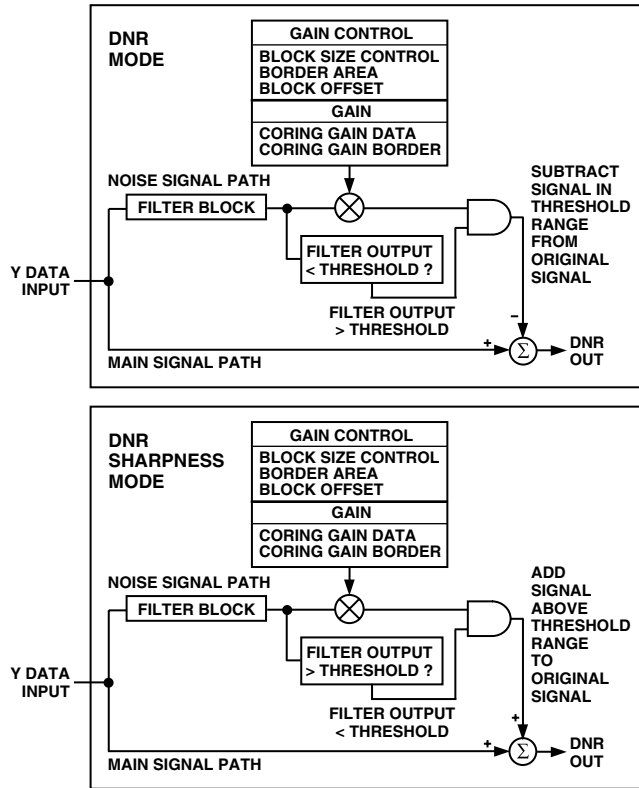 DNR
MODE
GAIN CONTROL
BLOCK SIZE CONTROL
BORDER AREA
BLOCK OFFSET
GAIN
CORING GAIN DATA
CORING GAIN BORDER
NOISE SIGNAL PATH
FILTER BLOCK
SUBTRACT
SIGNAL IN
THRESHOLD
RANGE
FROM
ORIGINAL
SIGNAL
FILTER OUTPUT
< THRESHOLD ?
Y DATA
INPUT
FILTER OUTPUT
> THRESHOLD
–
+
Σ
DNR
OUT
MAIN SIGNAL PATH
DNR
SHARPNESS
MODE
GAIN CONTROL
BLOCK SIZE CONTROL
BORDER AREA
BLOCK OFFSET
GAIN
CORING GAIN DATA
CORING GAIN BORDER
NOISE SIGNAL PATH
FILTER BLOCK
ADD
SIGNAL
ABOVE
THRESHOLD
RANGE
TO
ORIGINAL
SIGNAL
FILTER OUTPUT
> THRESHOLD ?
Y DATA
INPUT
FILTER OUTPUT
< THRESHOLD
+
+
Σ
DNR
OUT
MAIN SIGNAL PATH